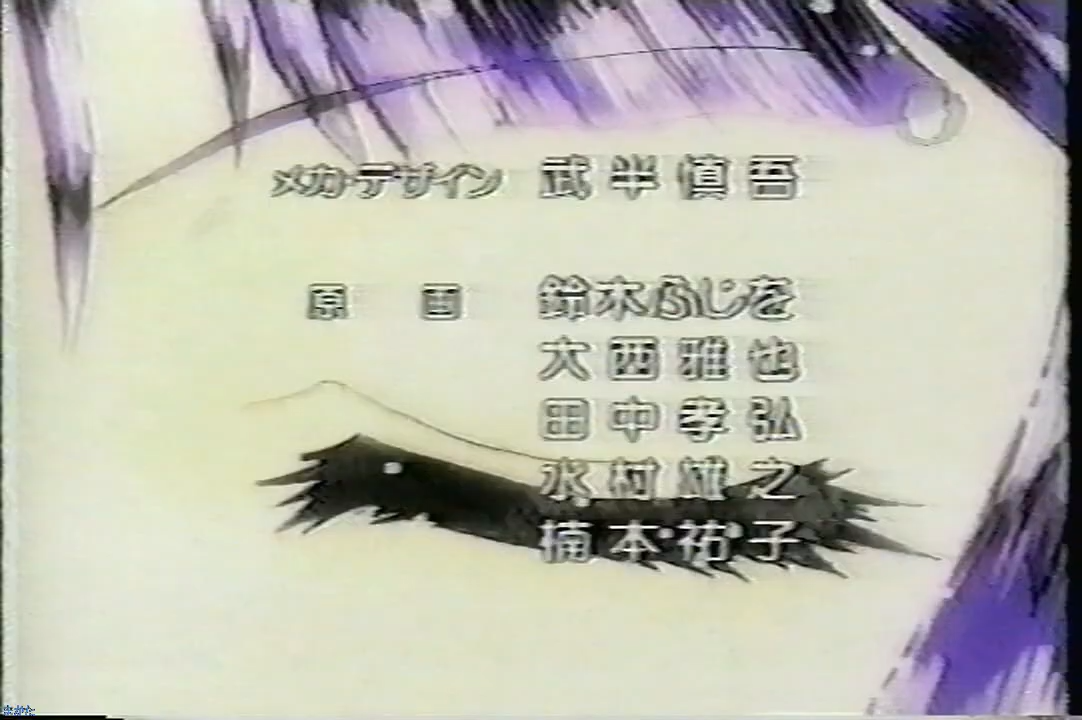 メカ・デザイン 武半慎吾
原画 鈴木ふじを
大西雅也
田中孝弘
水村雄之
楠本祐子